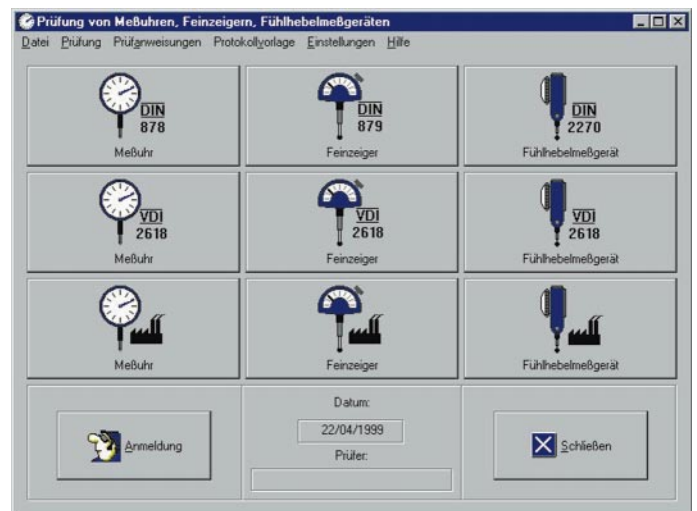 Prüfung von Meßuhren, Feinzeigern, Fühlhebelmeßgeräten
Datei Prüfung Prüfanweisungen Protokollvorlage Einstellungen Hilfe
DIN
878
Meßuhr
DIN
879
Feinzeiger
DIN
2270
Fühlhebelmeßgerät
VDI
2618
Meßuhr
VDI
2618
Feinzeiger
VDI
2618
Fühlhebelmeßgerät
Meßuhr
Feinzeiger
Fühlhebelmeßgerät
Anmeldung
Datum:
22/04/1999
Prüfer:
Schließen